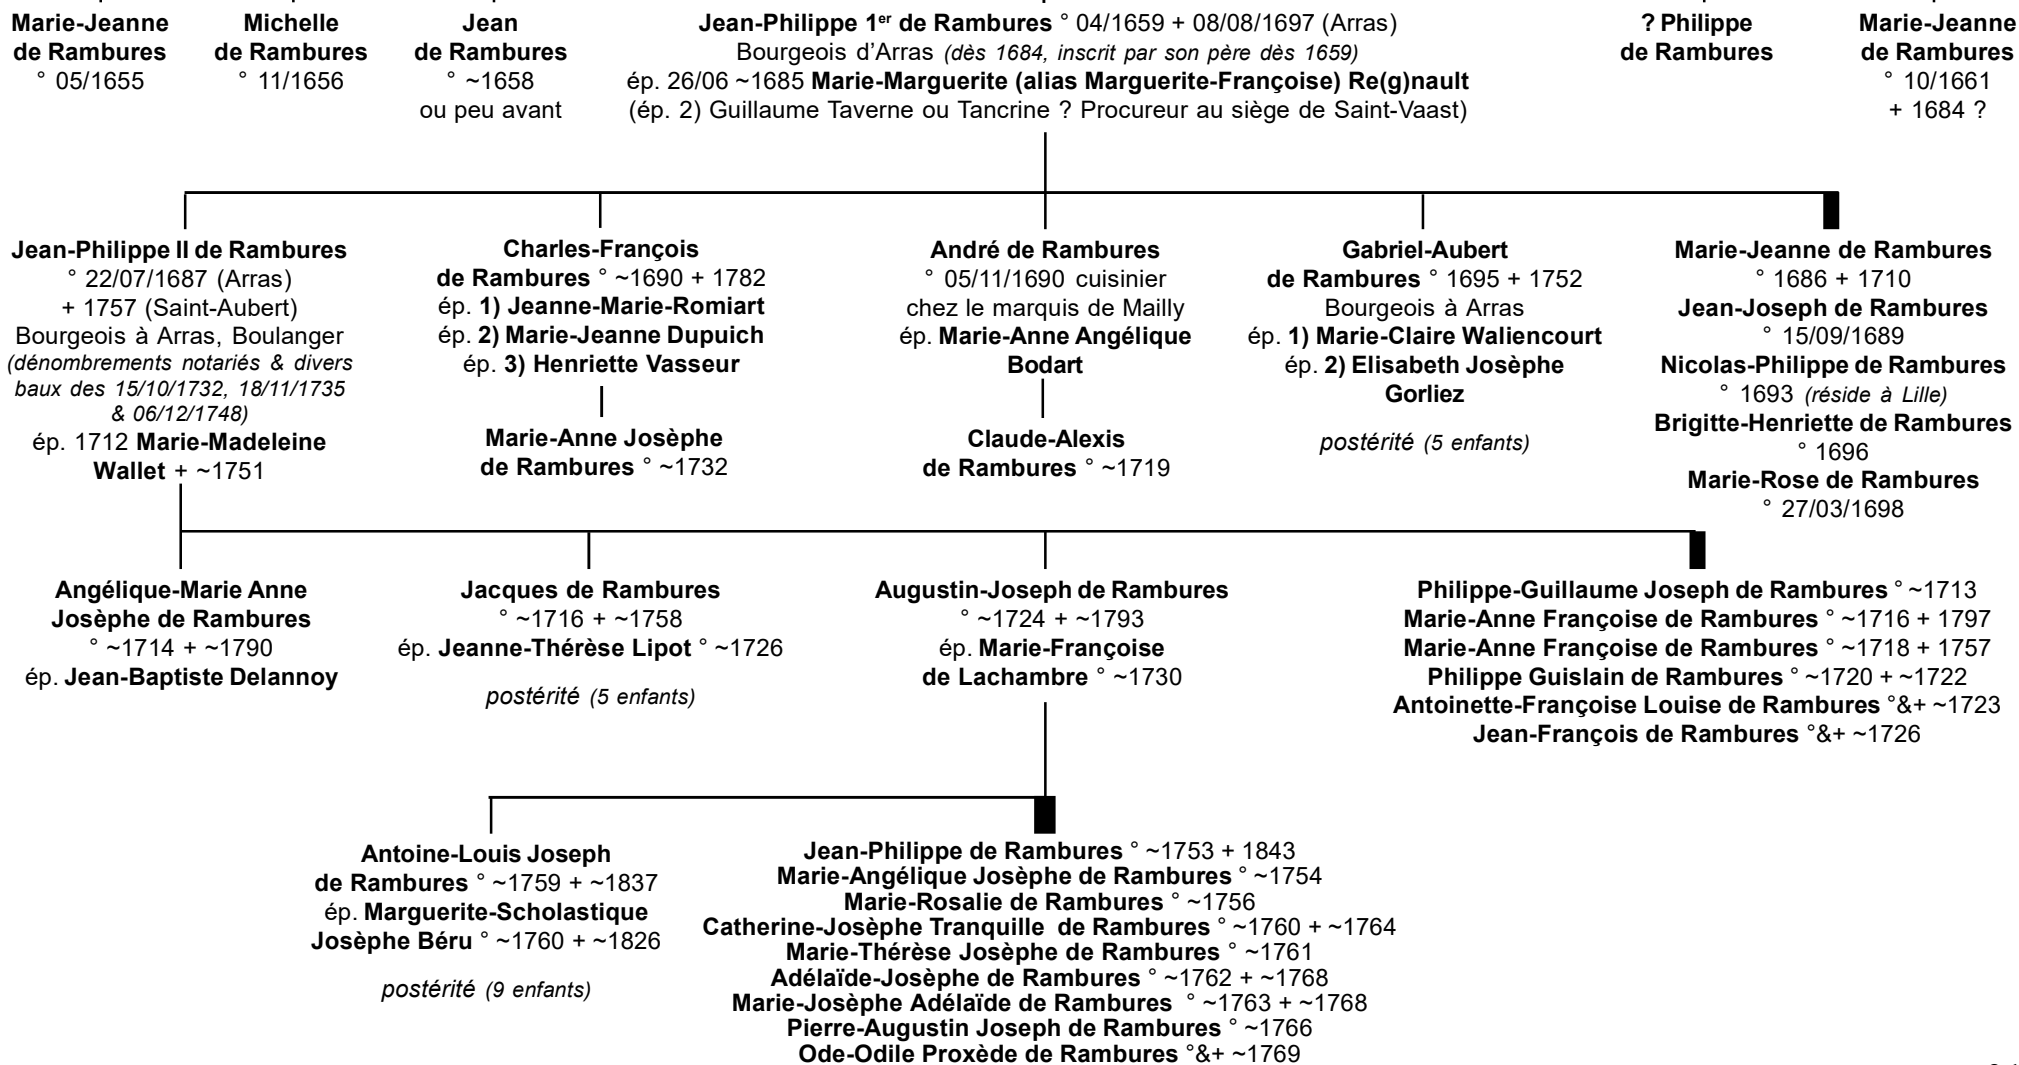 Marie-Jeanne
de Rambures
° 05/1655
Michelle
de Rambures
° 11/1656
Jean
de Rambures
° ~1658
ou peu avant
Jean-Philippe 1er de Rambures ° 04/1659 + 08/08/1697 (Arras)
Bourgeois d'Arras (dès 1684, inscrit par son père dès 1659)
ép. 26/06 ~1685 Marie-Marguerite (alias Marguerite-Françoise) Re(g)nault
(ép. 2) Guillaume Taverne ou Tancrine ? Procureur au siège de Saint-Vaast)
? Philippe
de Rambures
Marie-Jeanne
de Rambures
° 10/1661
+ 1684 ?
Jean-Philippe II de Rambures
° 22/07/1687 (Arras)
+ 1757 (Saint-Aubert)
Bourgeois à Arras, Boulanger
(dénombrements notariés & divers
baux des 15/10/1732, 18/11/1735
& 06/12/1748)
ép. 1712 Marie-Madeleine
Wallet + ~1751
Charles-François
de Rambures ° ~1690 + 1782
ép. 1) Jeanne-Marie-Romiart
ép. 2) Marie-Jeanne Dupuich
ép. 3) Henriette Vasseur
Marie-Anne Josèphe
de Rambures ° ~1732
André de Rambures
° 05/11/1690 cuisinier
chez le marquis de Mailly
ép. Marie-Anne Angélique
Bodart
Claude-Alexis
de Rambures ° ~1719
Gabriel-Aubert
de Rambures ° 1695 + 1752
Bourgeois à Arras
ép. 1) Marie-Claire Waliencourt
ép. 2) Elisabeth Josèphe
Gorliez
postérité (5 enfants)
Marie-Jeanne de Rambures
° 1686 + 1710
Jean-Joseph de Rambures
° 15/09/1689
Nicolas-Philippe de Rambures
° 1693 (réside à Lille)
Brigitte-Henriette de Rambures
° 1696
Marie-Rose de Rambures
° 27/03/1698
Angélique-Marie Anne
Josèphe de Rambures
° ~1714 + ~1790
ép. Jean-Baptiste Delannoy
Jacques de Rambures
° ~1716 + ~1758
ép. Jeanne-Thérèse Lipot ° ~1726
postérité (5 enfants)
Augustin-Joseph de Rambures
° ~1724 + ~1793
ép. Marie-Françoise
de Lachambre ° ~1730
Philippe-Guillaume Joseph de Rambures ° ~1713
Marie-Anne Françoise de Rambures ° ~1716 + 1797
Marie-Anne Françoise de Rambures ° ~1718 + 1757
Philippe Guislain de Rambures ° ~1720 + ~1722
Antoinette-Françoise Louise de Rambures °&+ ~1723
Jean-François de Rambures °&+ ~1726
Antoine-Louis Joseph
de Rambures ° ~1759 + ~1837
ép. Marguerite-Scholastique
Josèphe Béru ° ~1760 + ~1826
postérité (9 enfants)
Jean-Philippe de Rambures ° ~1753 + 1843
Marie-Angélique Josèphe de Rambures ° ~1754
Marie-Rosalie de Rambures ° ~1756
Catherine-Josèphe Tranquille de Rambures ° ~1760 + ~1764
Marie-Thérèse Josèphe de Rambures ° ~1761
Adélaïde-Josèphe de Rambures ° ~1762 + ~1768
Marie-Josèphe Adélaïde de Rambures ° ~1763 + ~1768
Pierre-Augustin Joseph de Rambures ° ~1766
Ode-Odile Proxède de Rambures °&+ ~1769